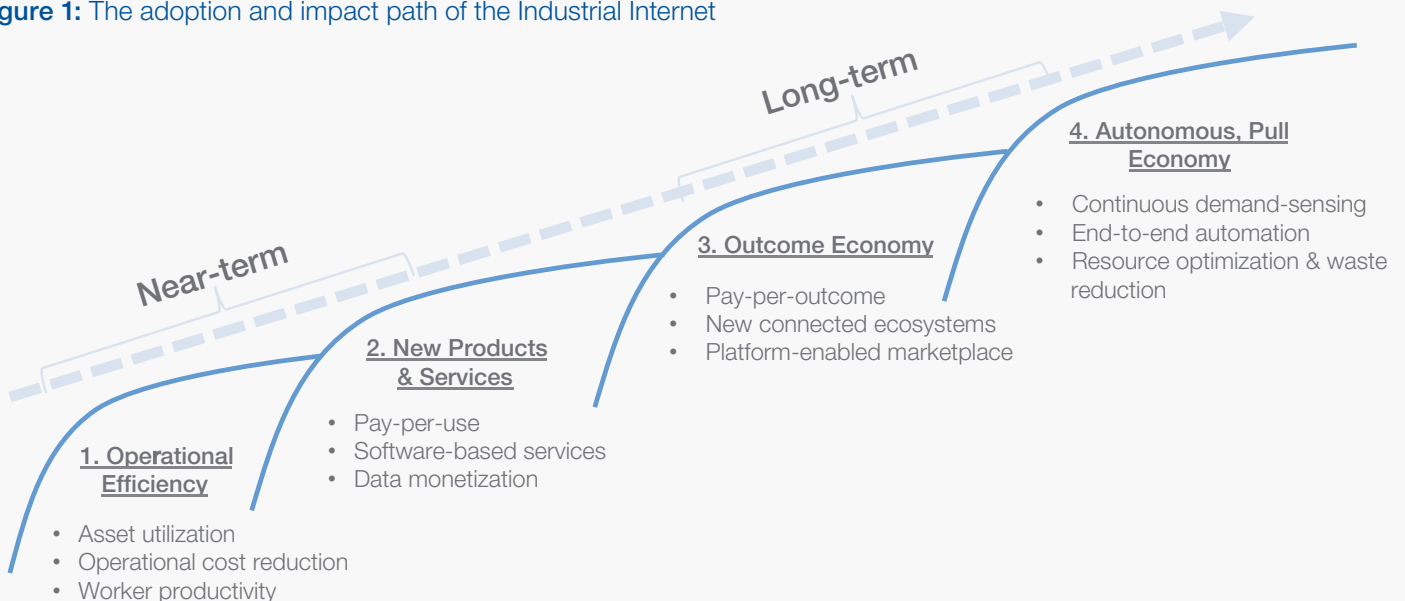 gure 1: The adoption and impact path of the Industrial Internet
Long-term
Near-term
4. Autonomous, Pull
Economy
• Continuous demand-sensing
• End-to-end automation
• Resource optimization & waste
reduction
3. Outcome Economy
• Pay-per-outcome
• New connected ecosystems
• Platform-enabled marketplace
2. New Products
& Services
• Pay-per-use
• Software-based services
• Data monetization
1. Operational
Efficiency
• Asset utilization
• Operational cost reduction
• Worker productivity